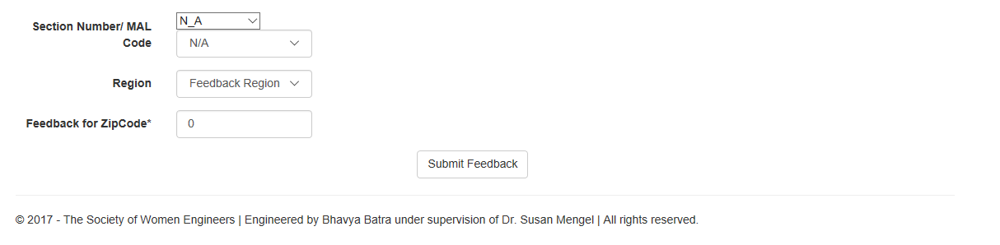 Section Number/ MAL
Code
N_A
N/A
Region
Feedback Region
Feedback for ZipCode*
0
Submit Feedback
© 2017 - The Society of Women Engineers | Engineered by Bhavya Batra under supervision of Dr. Susan Mengel | All rights reserved.